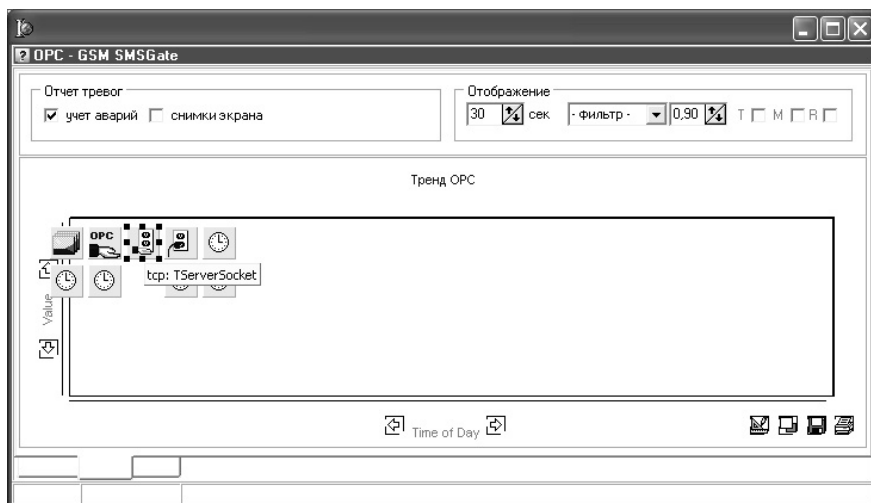 OPC - GSM SMSGate
Отчет тревог
учет аварий снимки экрана
Отображение
30 сек - фильтр - 0,90 T M R
Тренд OPC
OPC
tcp: TServerSocket
Value
Time of Day